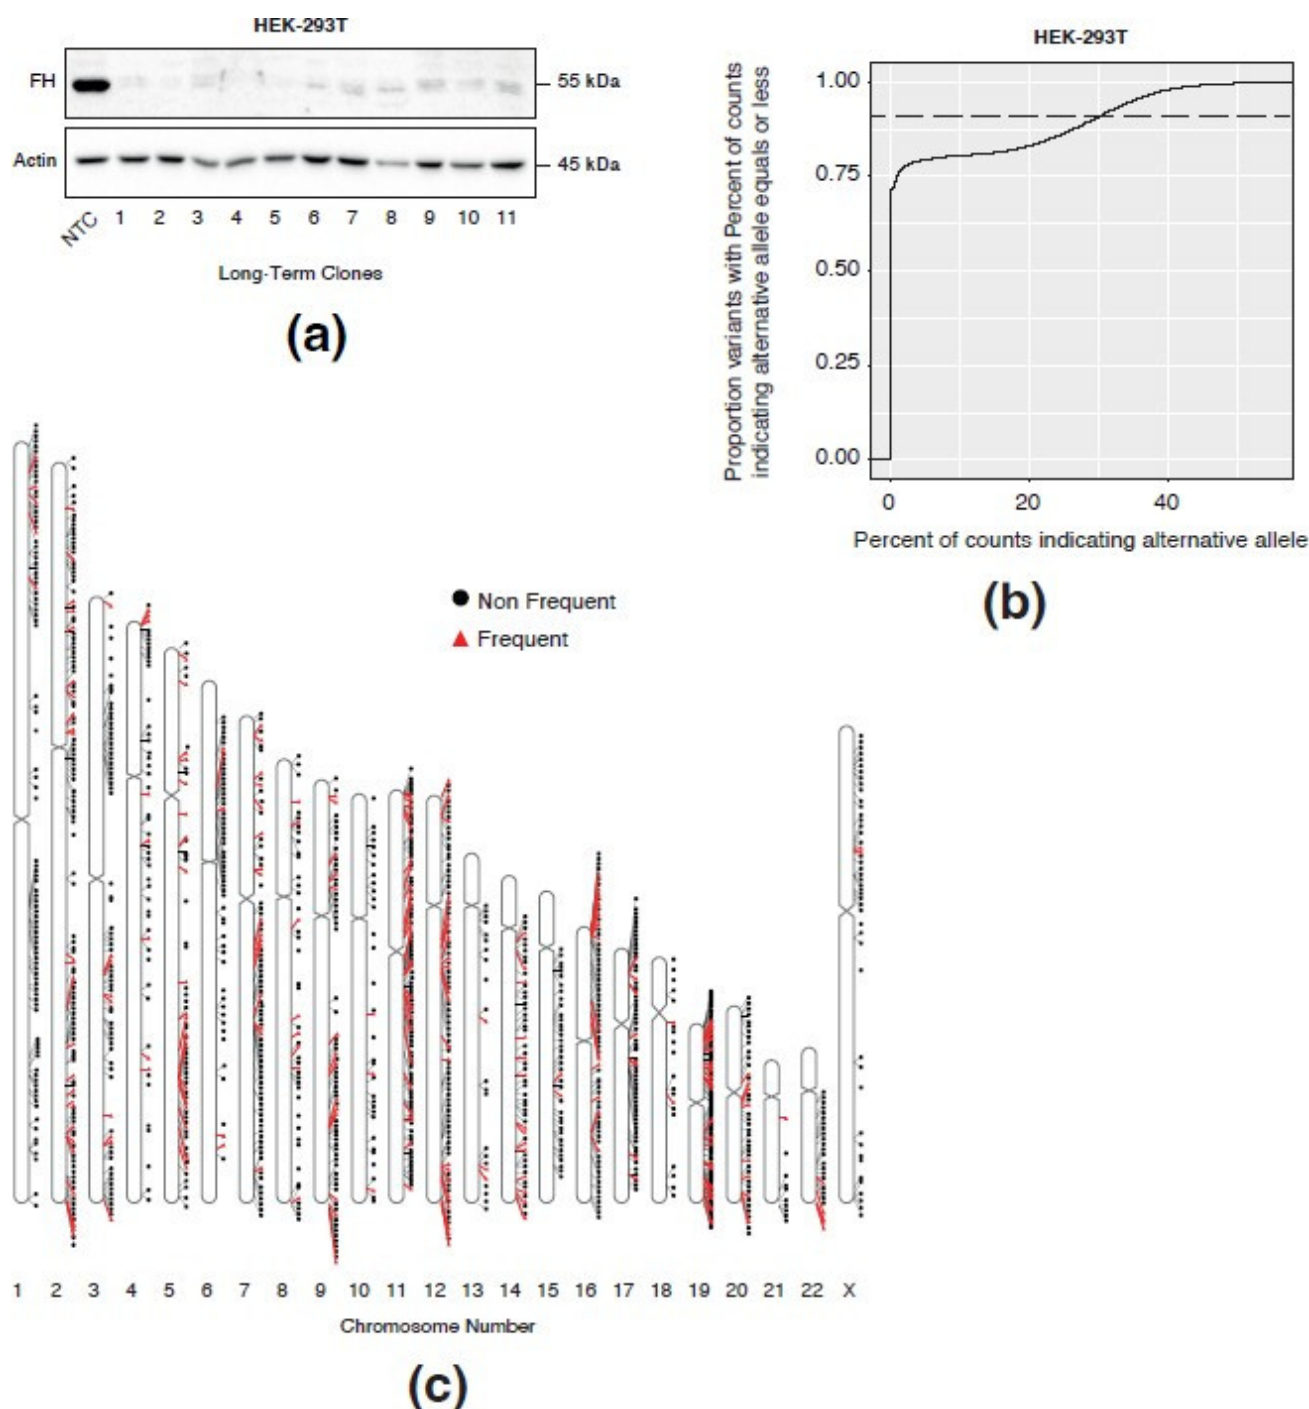 HEK-293T
FH
55 kDa
Actin
45 kDa
NTC 1 2 3 4 5 6 7 8 9 10 11
Long-Term Clones
(a)
HEK-293T
Proportion variants with Percent of counts
indicating alternative allele equals or less
1.00
0.75
0.50
0.25
0.00
0 20 40
Percent of counts indicating alternative allele
(b)
Non Frequent
Frequent
1 2 3 4 5 6 7 8 9 10 11 12 13 14 15 16 17 18 19 20 21 22 X
Chromosome Number
(c)